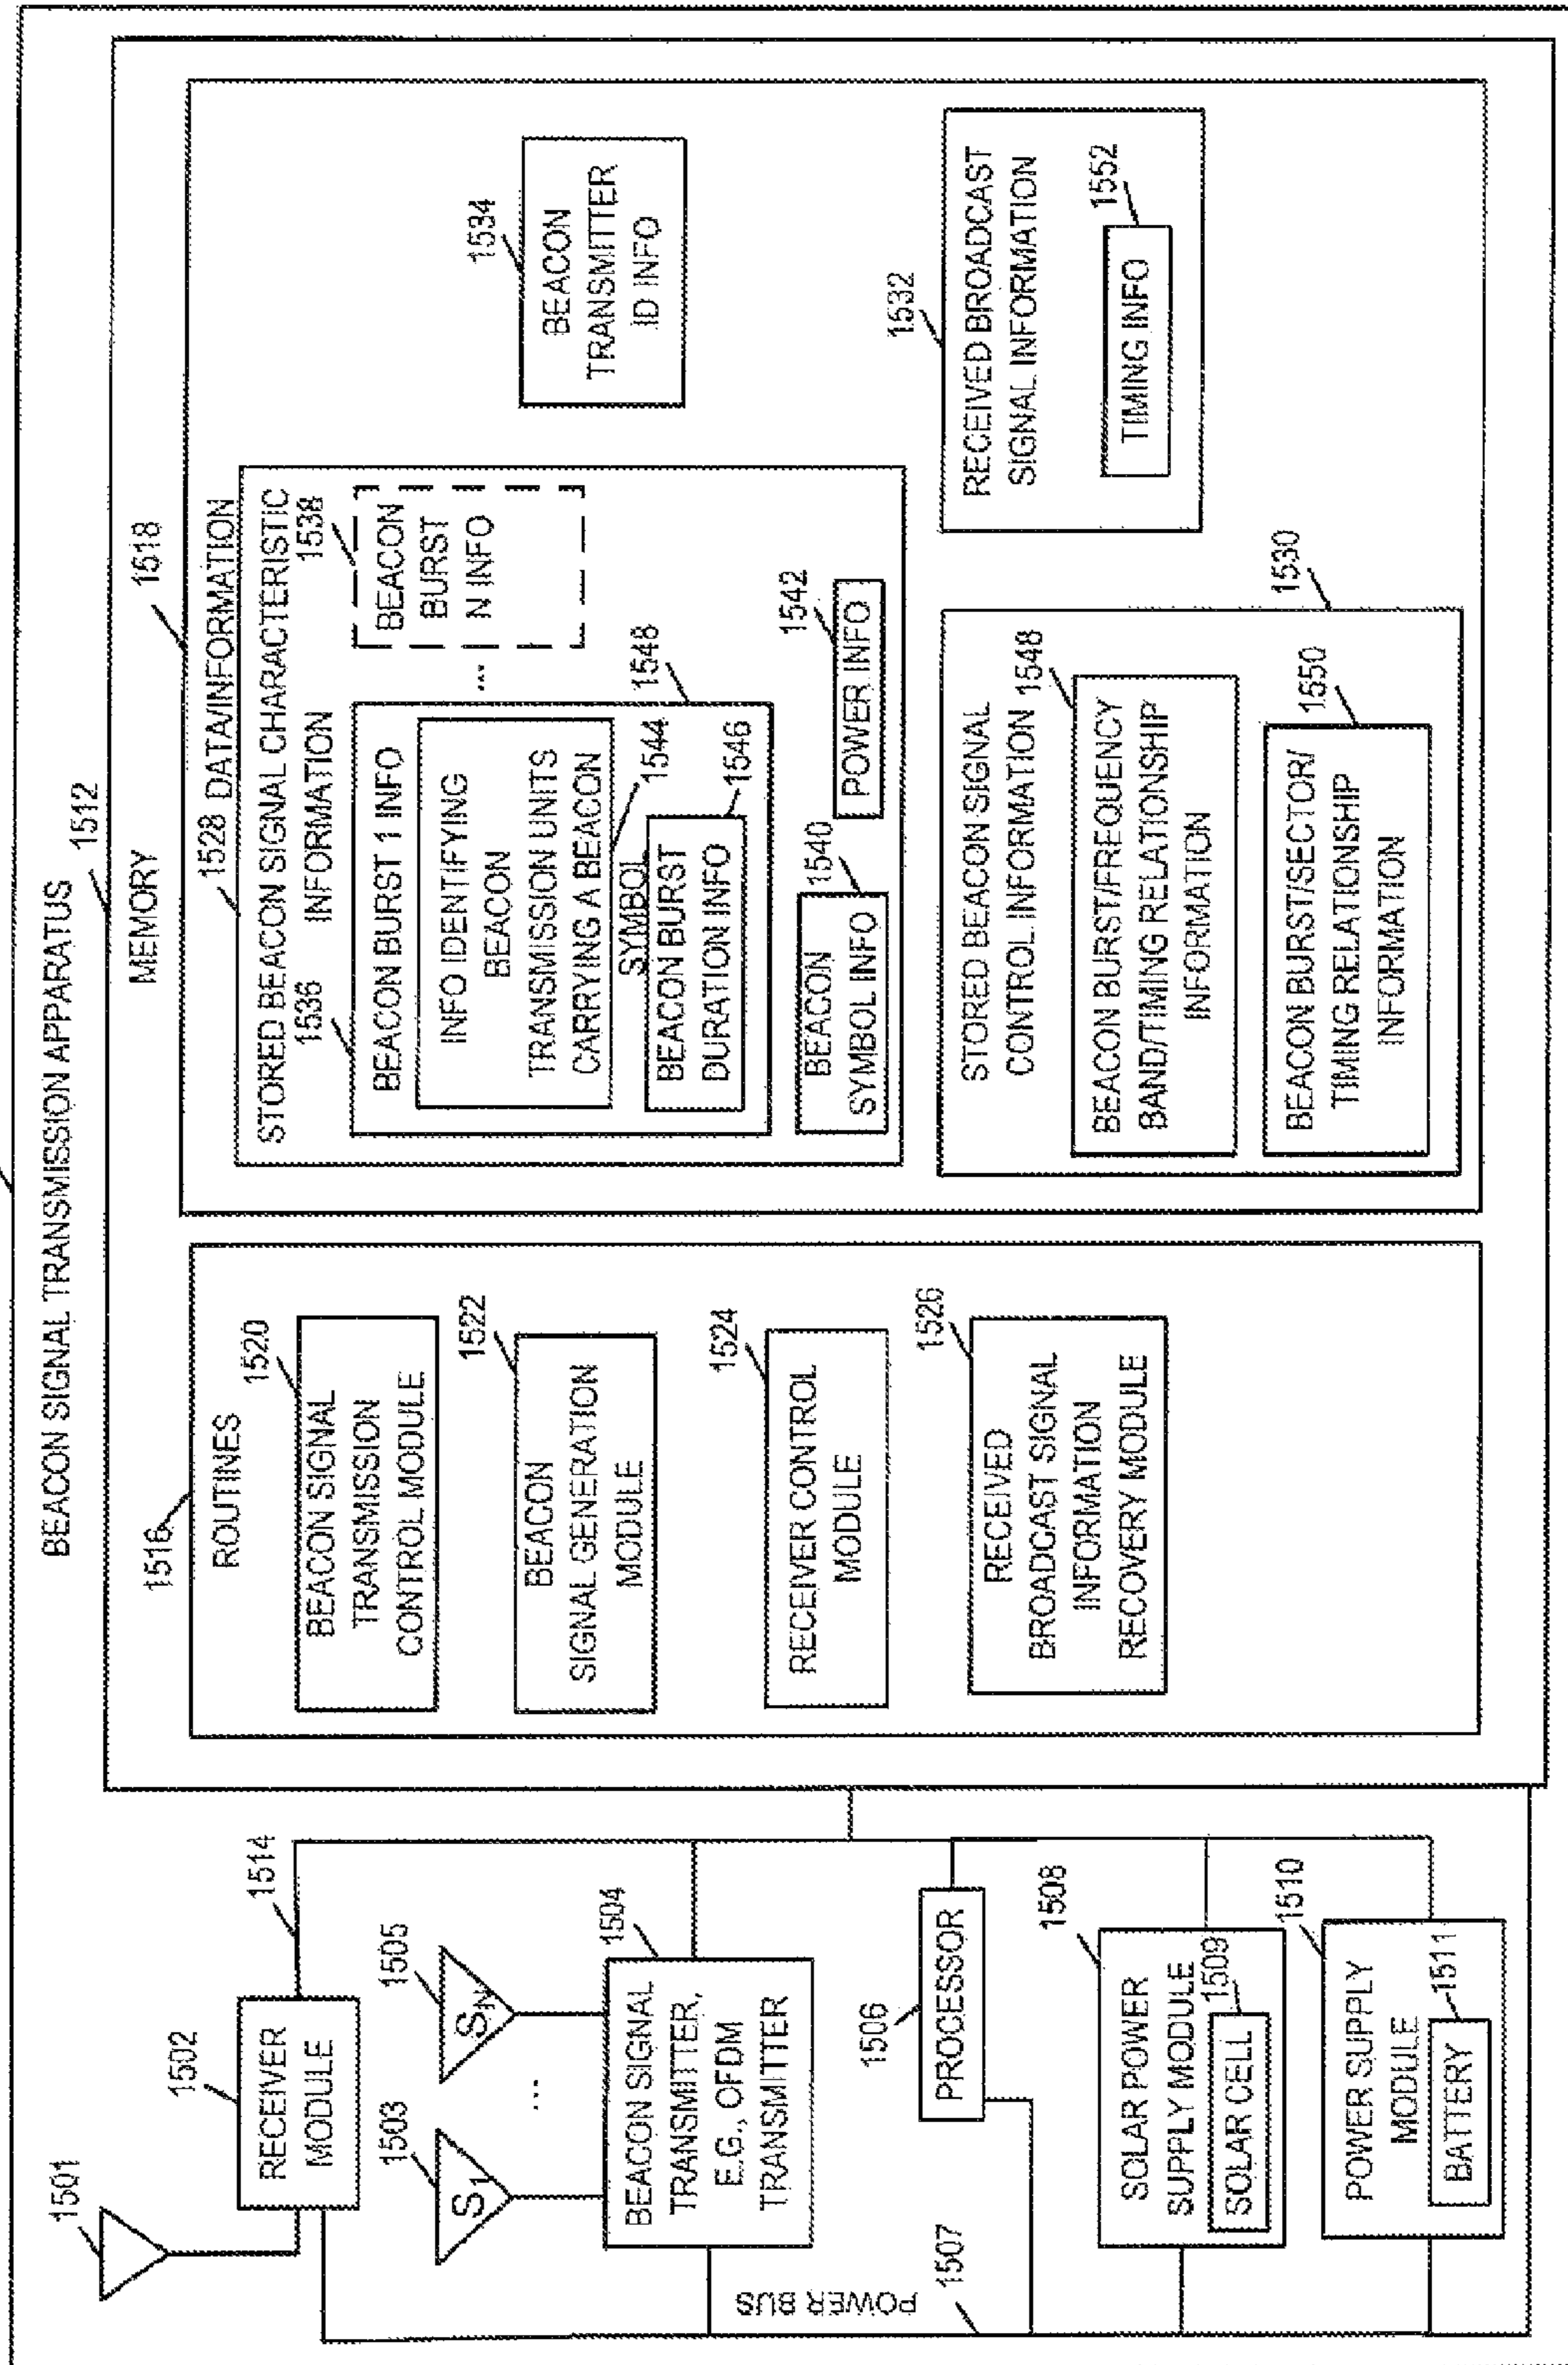 BEACON SIGNAL TRANSMISSION APPARATUS
1501
1502
RECEIVER
MODULE
1514
1503
S1
...
1505
SN
1504
BEACON SIGNAL
TRANSMITTER,
E.G., OFDM
TRANSMITTER
POWER BUS
1507
1506
PROCESSOR
1508
SOLAR POWER
SUPPLY MODULE
1509
SOLAR CELL
1510
POWER SUPPLY
MODULE
1511
BATTERY
1512
MEMORY
1516
ROUTINES
1520
BEACON SIGNAL
TRANSMISSION
CONTROL MODULE
1522
BEACON
SIGNAL GENERATION
MODULE
1524
RECEIVER CONTROL
MODULE
1526
RECEIVED
BROADCAST SIGNAL
INFORMATION
RECOVERY MODULE
1518
1528 DATA/INFORMATION
STORED BEACON SIGNAL CHARACTERISTIC
1536 INFORMATION
1538
BEACON BURST 1 INFO
INFO IDENTIFYING
BEACON
TRANSMISSION UNITS
CARRYING A BEACON
SYMBOL
1544
1548
BEACON BURST
DURATION INFO
1546
...
BEACON
BURST
N INFO
BEACON
SYMBOL INFO
1540
POWER INFO
1542
1534
BEACON
TRANSMITTER
ID INFO
STORED BEACON SIGNAL
CONTROL INFORMATION
1548
1530
BEACON BURST/FREQUENCY
BAND/TIMING RELATIONSHIP
INFORMATION
1550
BEACON BURST/SECTOR/
TIMING RELATIONSHIP
INFORMATION
1532
RECEIVED BROADCAST
SIGNAL INFORMATION
1552
TIMING INFO